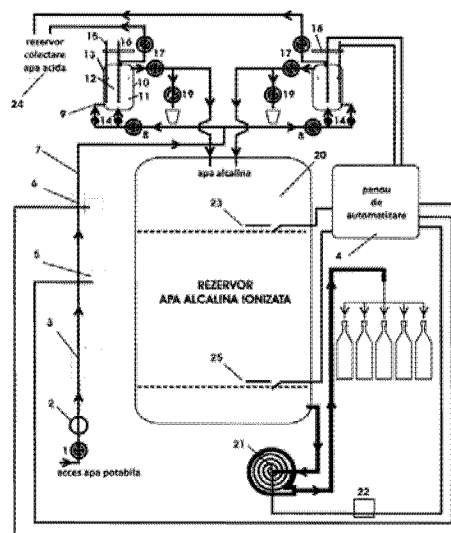 15
16
18
rezervor
colectare
apa acida
13
17
17
12
10
24
11
19
19
9
14
14
8
8
7
apa alcalina
20
6
23
panou
de
automatizare
4
5
REZERVOR
APA ALCALINA IONIZATA
3
25
2
1
21
acces apa potabila
22